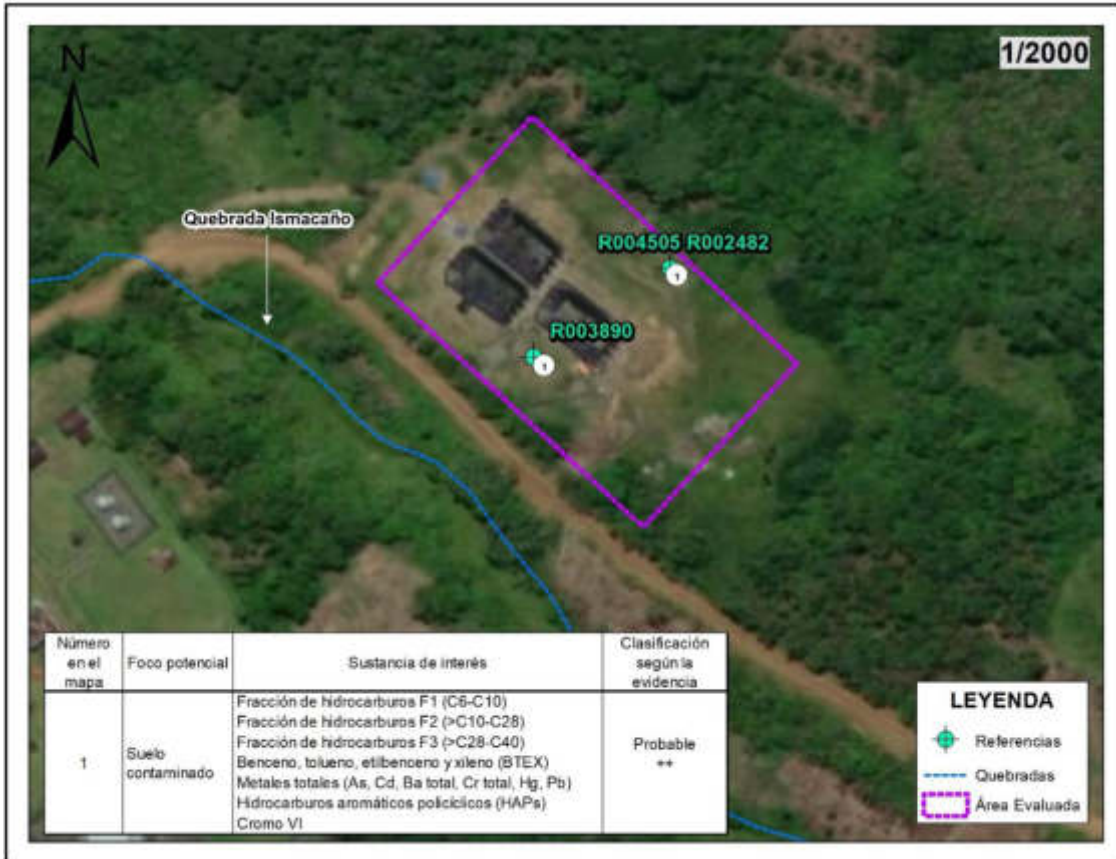 N
1/2000
Quebrada Ismacaño
R004505 R002482
1
R003890
1
Número en el mapa
Foco potencial
Sustancia de interés
Clasificación según la evidencia
1
Suelo contaminado
Fracción de hidrocarburos F1 (C6-C10)
Fracción de hidrocarburos F2 (>C10-C28)
Fracción de hidrocarburos F3 (>C28-C40)
Benceno, tolueno, etilbenceno y xileno (BTEX)
Metales totales (As, Cd, Ba total, Cr total, Hg, Pb)
Hidrocarburos aromáticos policíclicos (HAPs)
Cromo VI
Probable
++
LEYENDA
Referencias
Quebradas
Área Evaluada